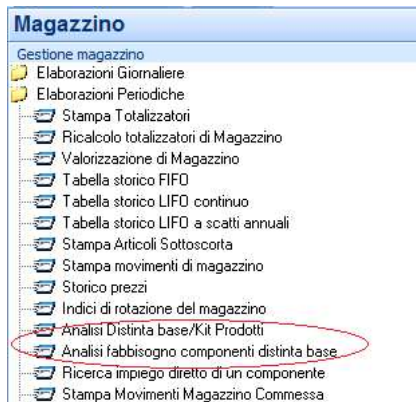 Magazzino
Gestione magazzino
Elaborazioni Giornaliere
Elaborazioni Periodiche
Stampa Totalizzatori
Ricalcolo totalizzatori di Magazzino
Valorizzazione di Magazzino
Tabella storico FIFO
Tabella storico LIFO continuo
Tabella storico LIFO a scatti annuali
Stampa Articoli Sottoscorta
Stampa movimenti di magazzino
Storico prezzi
Indici di rotazione del magazzino
Analisi Distinta base/Kit Prodotti
Analisi fabbisogno componenti distinta base
Ricerca impiego diretto di un componente
Stampa Movimenti Magazzino Commessa